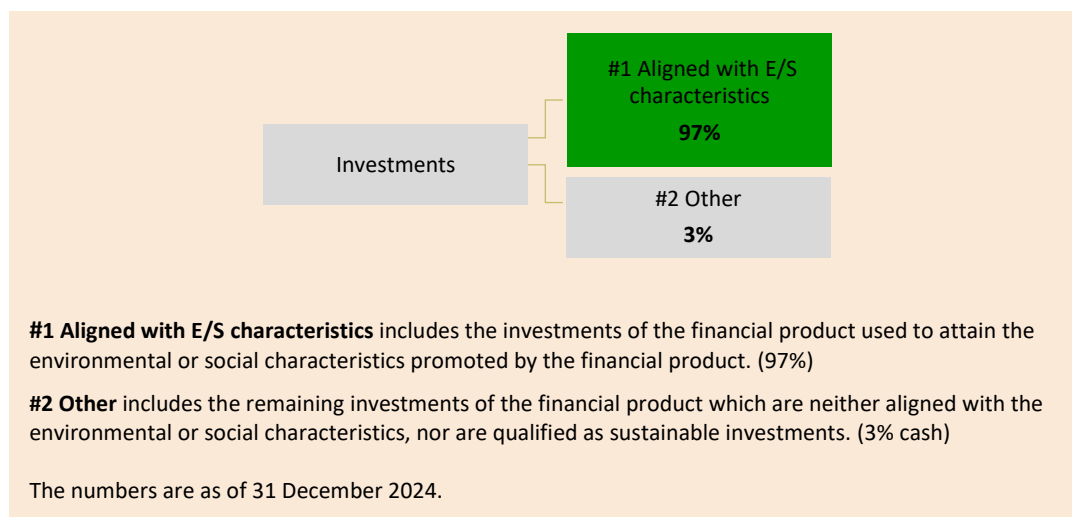 #1 Aligned with E/S
characteristics
97%
Investments
#2 Other
3%
#1 Aligned with E/S characteristics includes the investments of the financial product used to attain the
environmental or social characteristics promoted by the financial product. (97%)
#2 Other includes the remaining investments of the financial product which are neither aligned with the
environmental or social characteristics, nor are qualified as sustainable investments. (3% cash)
The numbers are as of 31 December 2024.